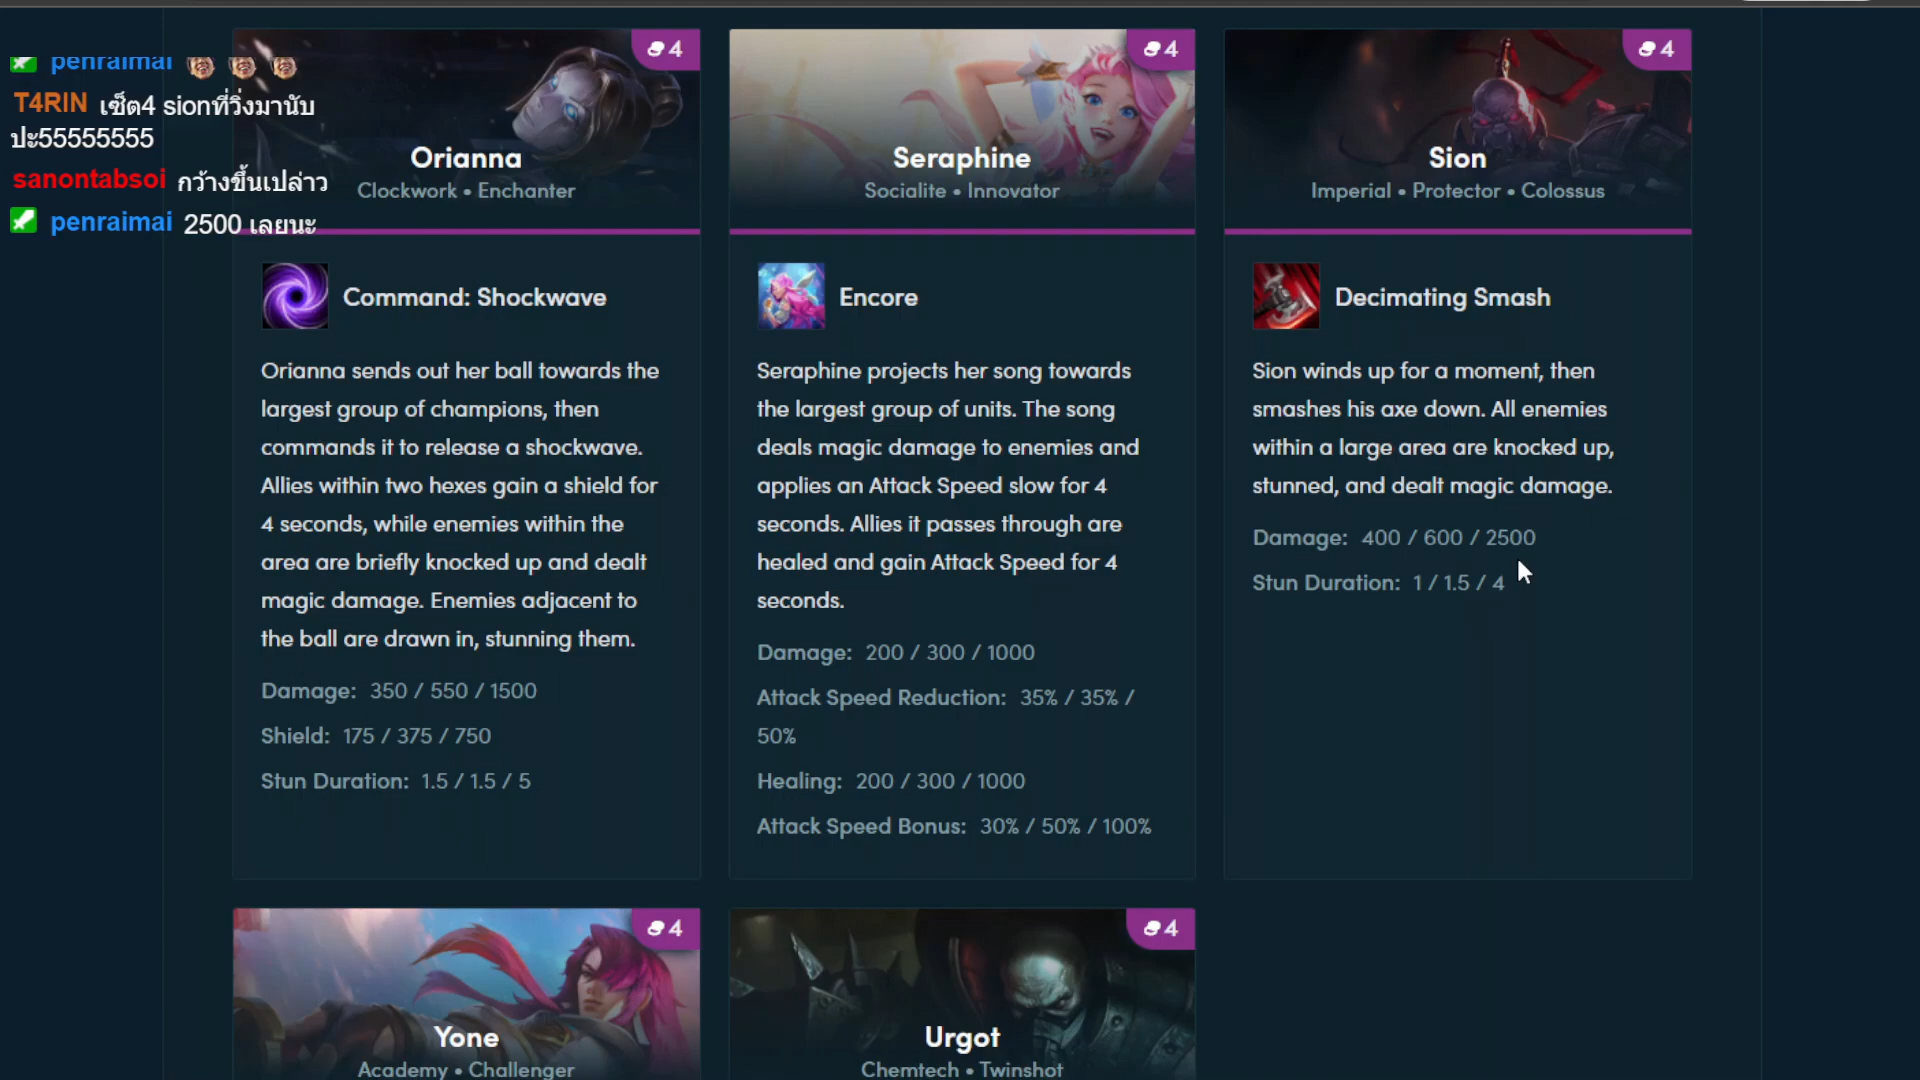 penraimai
T4RIN เซ็ต4 sionที่วิ่งมานับ
ปะ55555555
sanontabsoi กว้างขึ้นเปล่าว
penraimai 2500 เลยนะ
4
Orianna
Clockwork • Enchanter
Command: Shockwave
Orianna sends out her ball towards the
largest group of champions, then
commands it to release a shockwave.
Allies within two hexes gain a shield for
4 seconds, while enemies within the
area are briefly knocked up and dealt
magic damage. Enemies adjacent to
the ball are drawn in, stunning them.
Damage: 350 / 550 / 1500
Shield: 175 / 375 / 750
Stun Duration: 1.5 / 1.5 / 5
4
Seraphine
Socialite • Innovator
Encore
Seraphine projects her song towards
the largest group of units. The song
deals magic damage to enemies and
applies an Attack Speed slow for 4
seconds. Allies it passes through are
healed and gain Attack Speed for 4
seconds.
Damage: 200 / 300 / 1000
Attack Speed Reduction: 35% / 35% /
50%
Healing: 200 / 300 / 1000
Attack Speed Bonus: 30% / 50% / 100%
4
Sion
Imperial • Protector • Colossus
Decimating Smash
Sion winds up for a moment, then
smashes his axe down. All enemies
within a large area are knocked up,
stunned, and dealt magic damage.
Damage: 400 / 600 / 2500
Stun Duration: 1 / 1.5 / 4
4
Yone
Academy • Challenger
4
Urgot
Chemtech • Twinshot